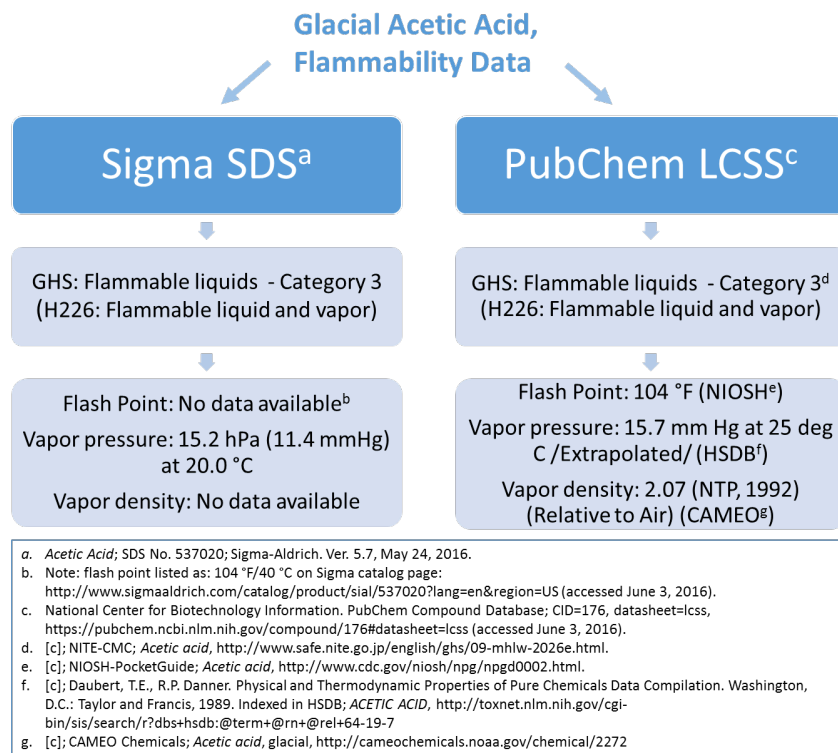 Glacial Acetic Acid,
Flammability Data
Sigma SDSᵃ
GHS: Flammable liquids - Category 3
(H226: Flammable liquid and vapor)
Flash Point: No data availableᵇ
Vapor pressure: 15.2 hPa (11.4 mmHg)
at 20.0 °C
Vapor density: No data available
PubChem LCSSᶜ
GHS: Flammable liquids - Category 3ᵈ
(H226: Flammable liquid and vapor)
Flash Point: 104 °F (NIOSHᵉ)
Vapor pressure: 15.7 mm Hg at 25 deg
C /Extrapolated/ (HSDBᶠ)
Vapor density: 2.07 (NTP, 1992)
(Relative to Air) (CAMEOᵍ)
a. Acetic Acid; SDS No. 537020; Sigma-Aldrich. Ver. 5.7, May 24, 2016.
b. Note: flash point listed as: 104 °F/40 °C on Sigma catalog page:
http://www.sigmaaldrich.com/catalog/product/sial/537020?lang=en&region=US (accessed June 3, 2016).
c. National Center for Biotechnology Information. PubChem Compound Database; CID=176, datasheet=lcss,
https://pubchem.ncbi.nlm.nih.gov/compound/176#datasheet=lcss (accessed June 3, 2016).
d. [c]; NITE-CMC; Acetic acid, http://www.safe.nite.go.jp/english/ghs/09-mhlw-2026e.html.
e. [c]; NIOSH-PocketGuide; Acetic acid, http://www.cdc.gov/niosh/npg/npgd0002.html.
f. [c]; Daubert, T.E., R.P. Danner. Physical and Thermodynamic Properties of Pure Chemicals Data Compilation. Washington,
D.C.: Taylor and Francis, 1989. Indexed in HSDB; ACETIC ACID, http://toxnet.nlm.nih.gov/cgi-
bin/sis/search/r?dbs+hsdb:@term+@rn+@rel+64-19-7
g. [c]; CAMEO Chemicals; Acetic acid, glacial, http://cameochemicals.noaa.gov/chemical/2272